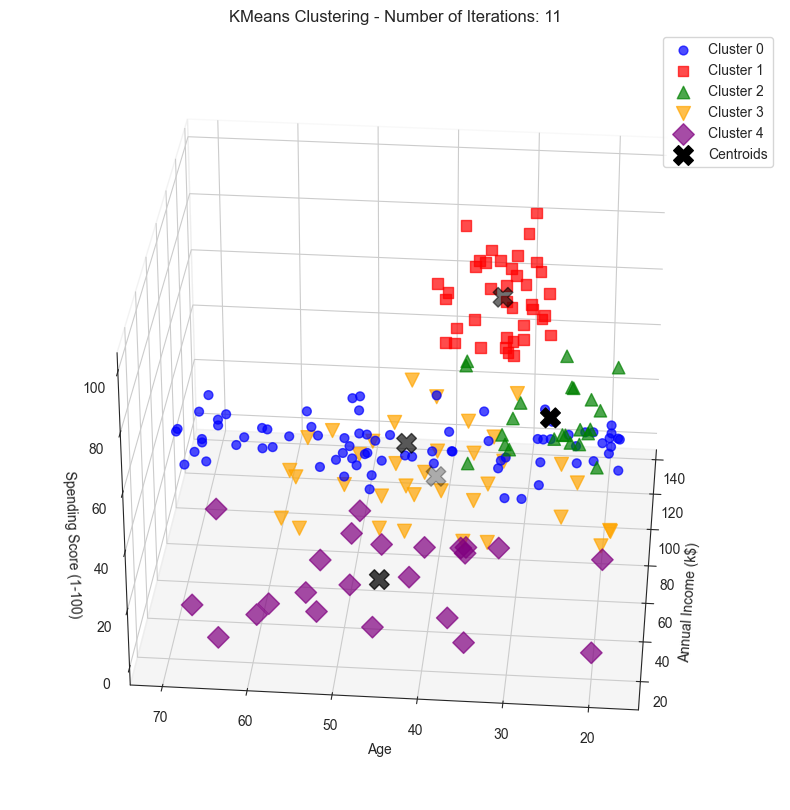 KMeans Clustering - Number of Iterations: 11
Cluster 0
Cluster 1
Cluster 2
Cluster 3
Cluster 4
Centroids
100
80
60
40
20
0
Spending Score (1-100)
140
120
100
80
60
40
20
Annual Income (k$)
70
60
50
40
30
20
Age